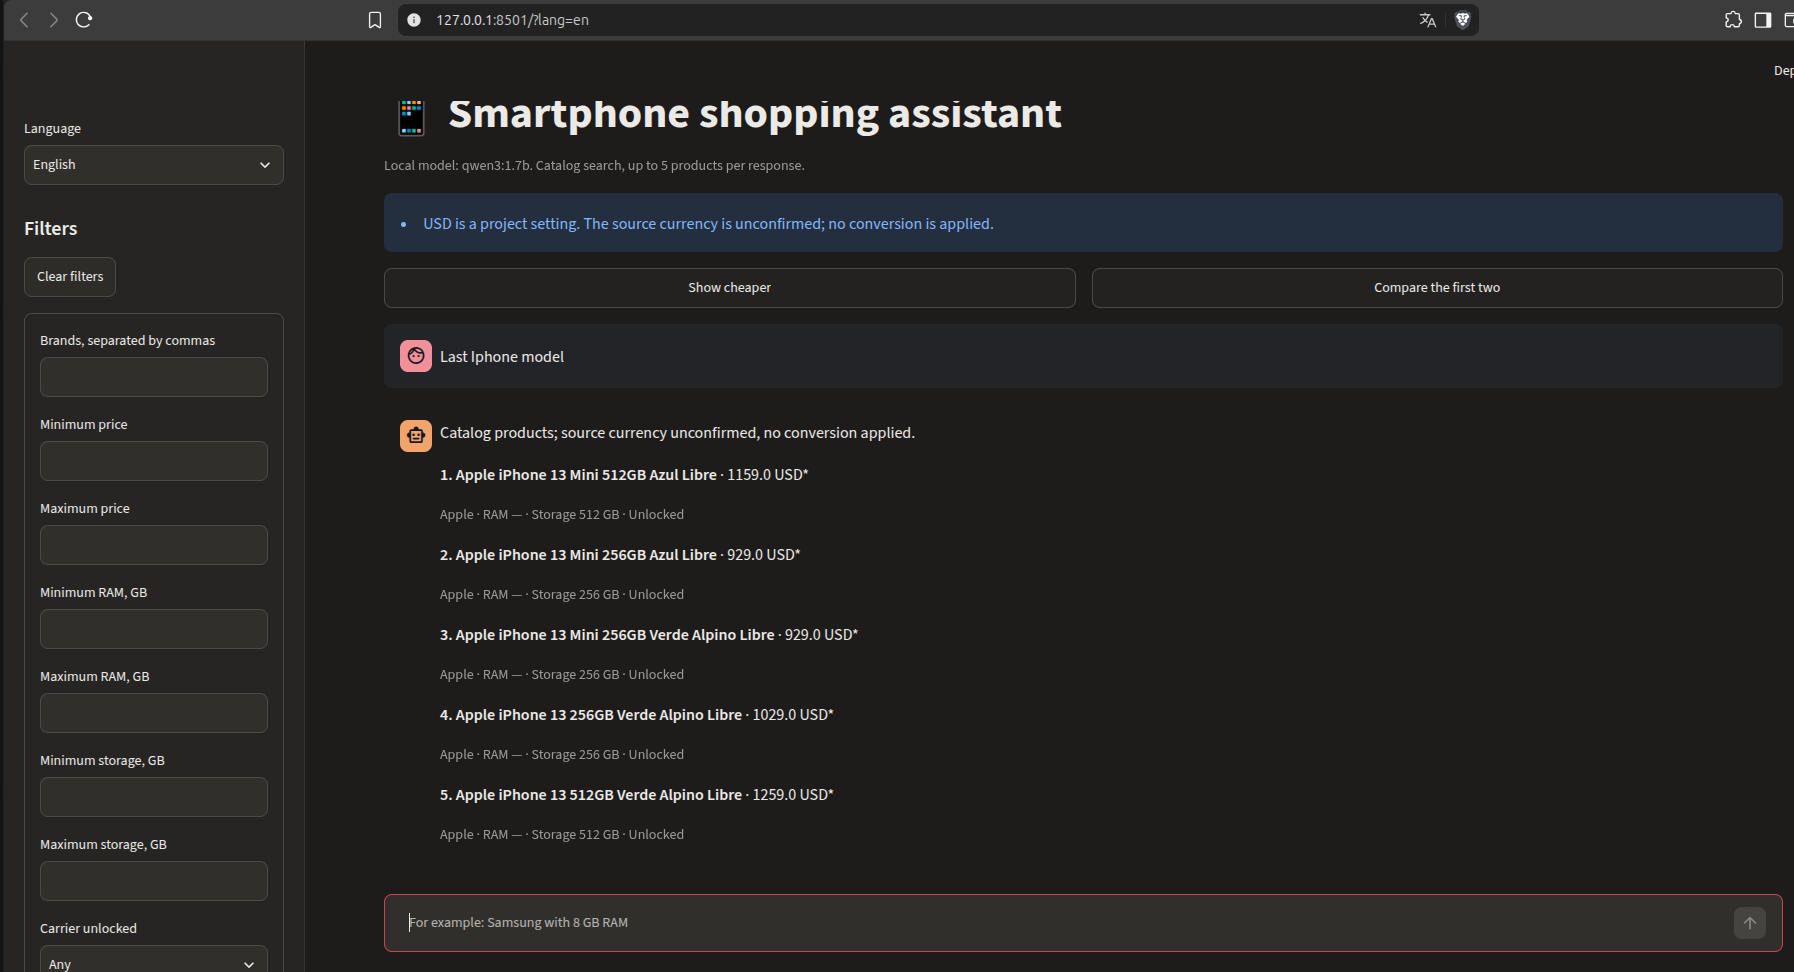 127.0.0.1:8501/?lang=en
Language
English
Filters
Clear filters
Brands, separated by commas
Minimum price
Maximum price
Minimum RAM, GB
Maximum RAM, GB
Minimum storage, GB
Maximum storage, GB
Carrier unlocked
Any
Dep
Smartphone shopping assistant
Local model: qwen3:1.7b. Catalog search, up to 5 products per response.
• USD is a project setting. The source currency is unconfirmed; no conversion is applied.
Show cheaper
Compare the first two
Last Iphone model
Catalog products; source currency unconfirmed, no conversion applied.
1. Apple iPhone 13 Mini 512GB Azul Libre · 1159.0 USD*
Apple · RAM — · Storage 512 GB · Unlocked
2. Apple iPhone 13 Mini 256GB Azul Libre · 929.0 USD*
Apple · RAM — · Storage 256 GB · Unlocked
3. Apple iPhone 13 Mini 256GB Verde Alpino Libre · 929.0 USD*
Apple · RAM — · Storage 256 GB · Unlocked
4. Apple iPhone 13 256GB Verde Alpino Libre · 1029.0 USD*
Apple · RAM — · Storage 256 GB · Unlocked
5. Apple iPhone 13 512GB Verde Alpino Libre · 1259.0 USD*
Apple · RAM — · Storage 512 GB · Unlocked
For example: Samsung with 8 GB RAM